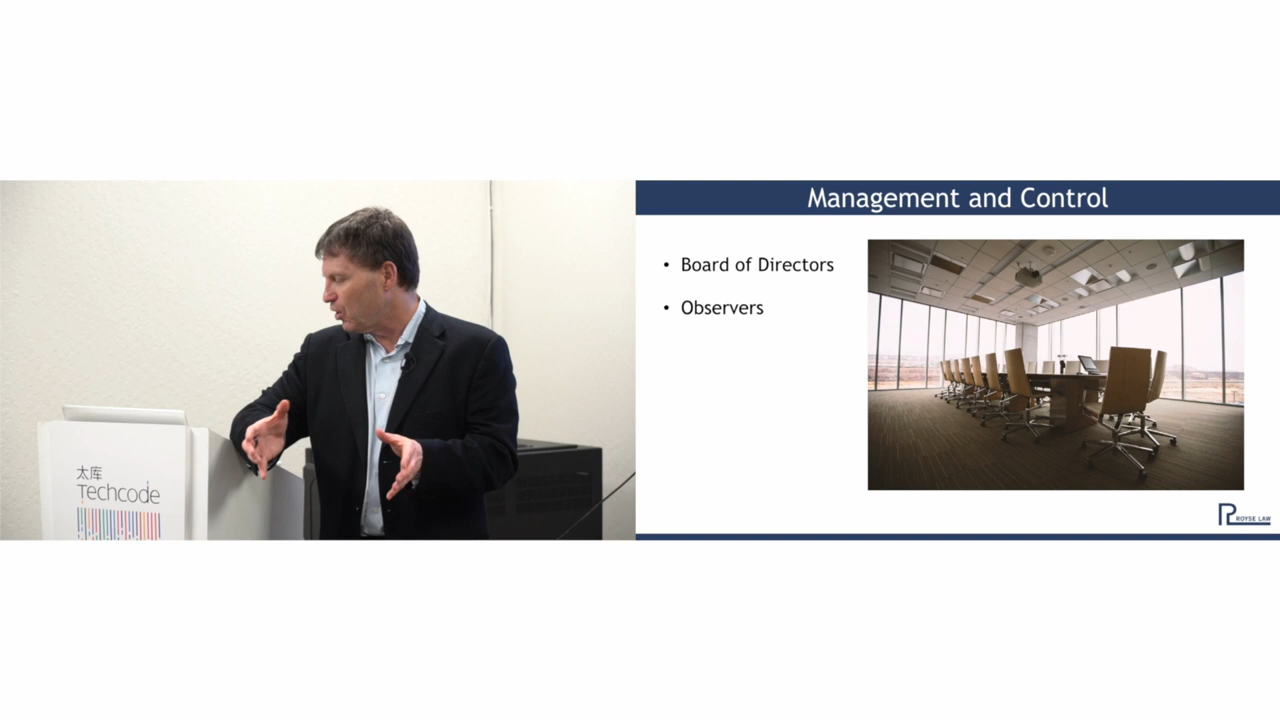 太库
Techcode
Management and Control
• Board of Directors
• Observers
ROYSE LAW